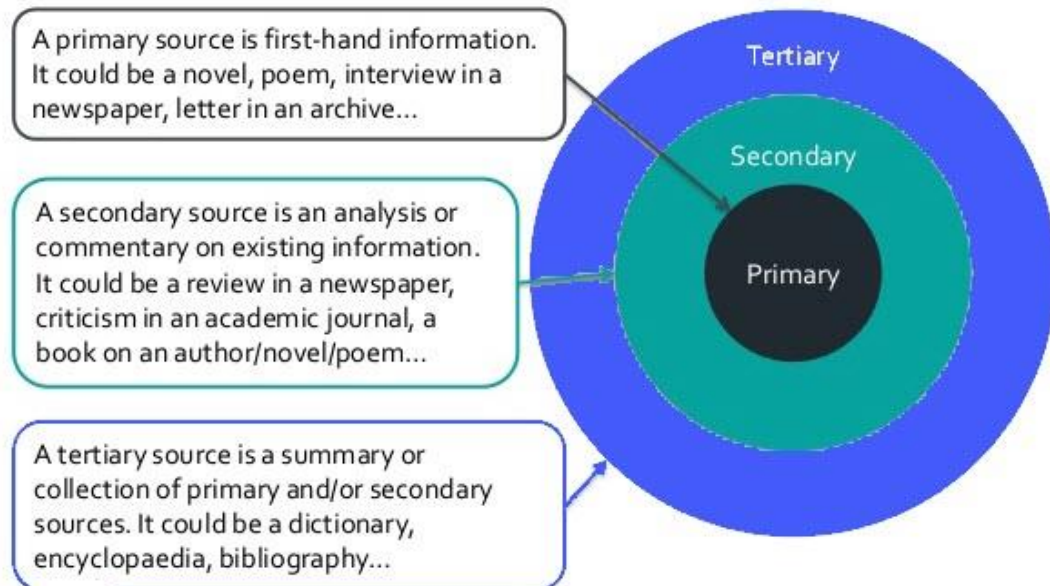 A primary source is first-hand information.
It could be a novel, poem, interview in a
newspaper, letter in an archive...
A secondary source is an analysis or
commentary on existing information.
It could be a review in a newspaper,
criticism in an academic journal, a
book on an author/novel/poem...
A tertiary source is a summary or
collection of primary and/or secondary
sources. It could be a dictionary,
encyclopaedia, bibliography...
Tertiary
Secondary
Primary